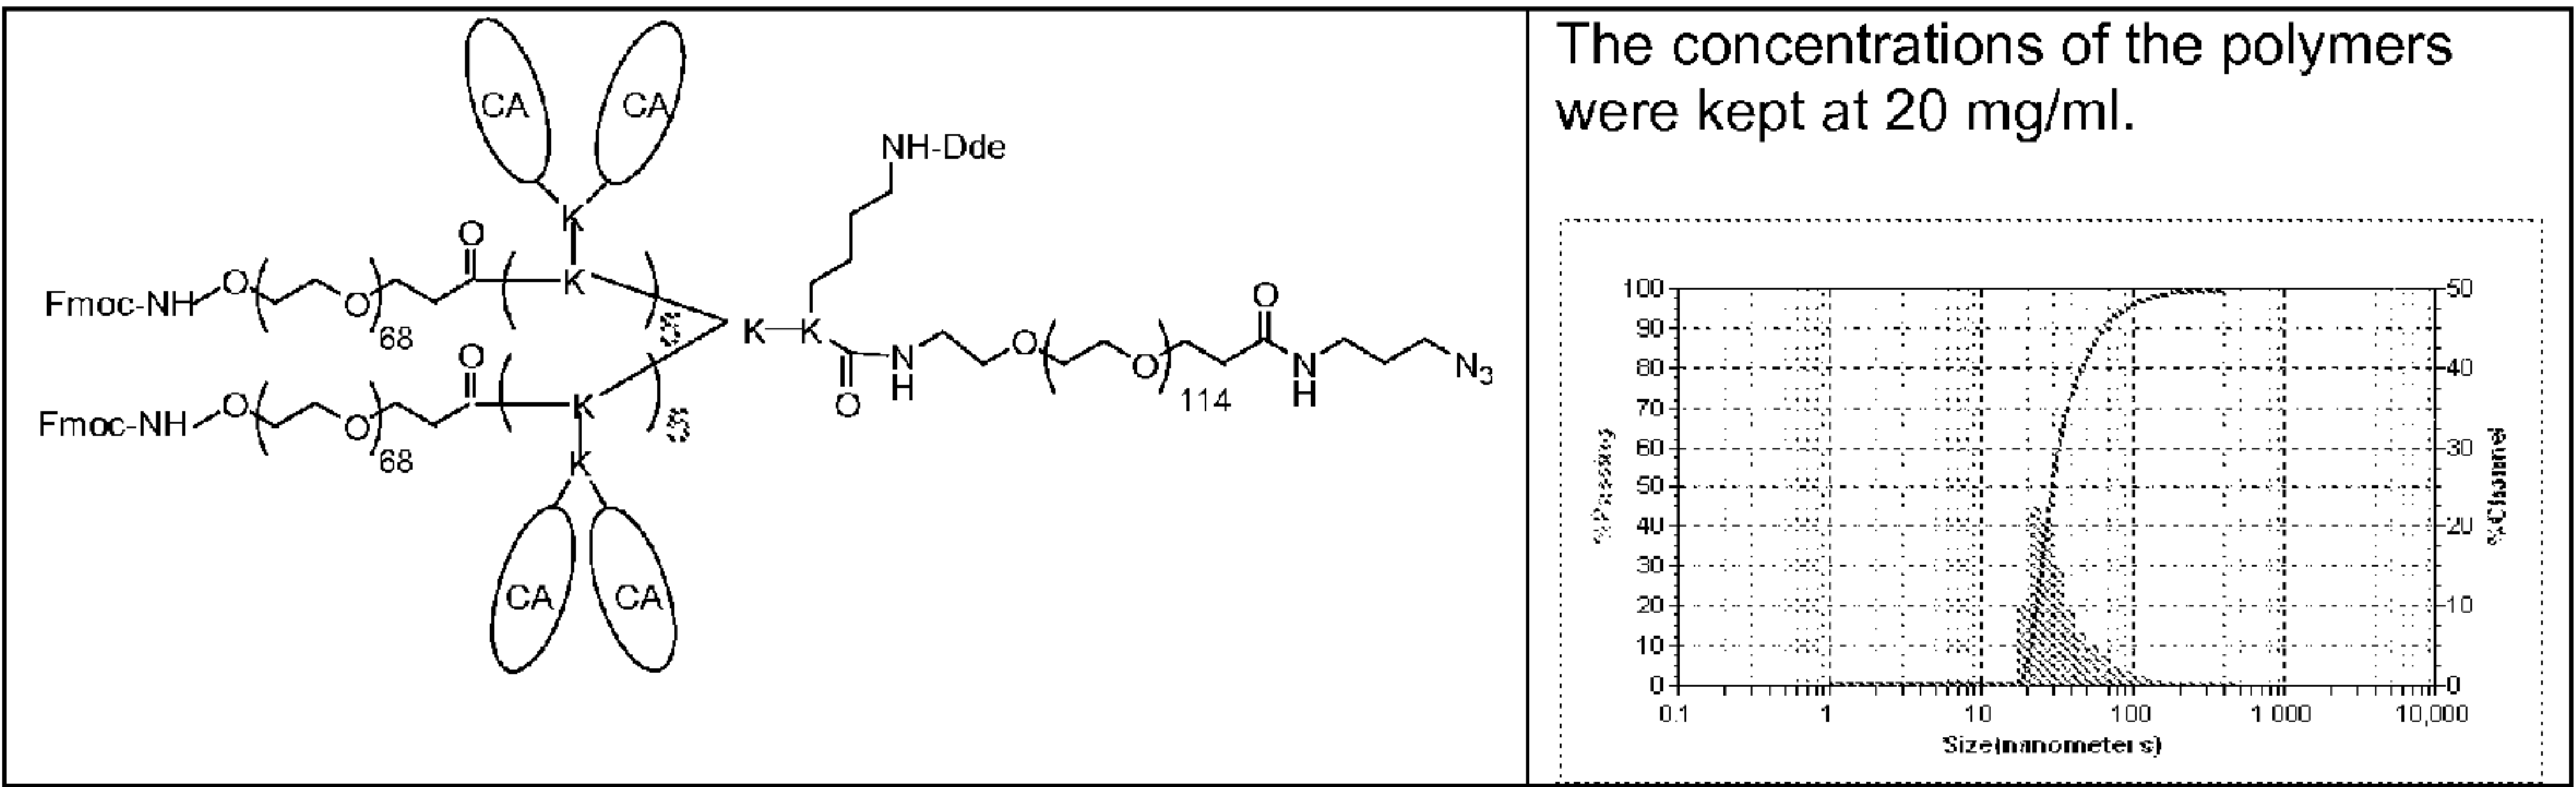 The concentrations of the polymers
were kept at 20 mg/ml.
CA CA
NH-Dde
K
O
Fmoc-NH O ( O ) 68 ( K )
K K
O
N
H
O ( O ) 114
O
N
H
N3
O
Fmoc-NH O ( O ) 68 ( K )
K
CA CA
100 50
90
80 40
70
60 30
50
40 20
30
20 10
10
0 0
0.1 1 10 100 1 000 10,000
%Passing
%Channel
Size(nanometers)